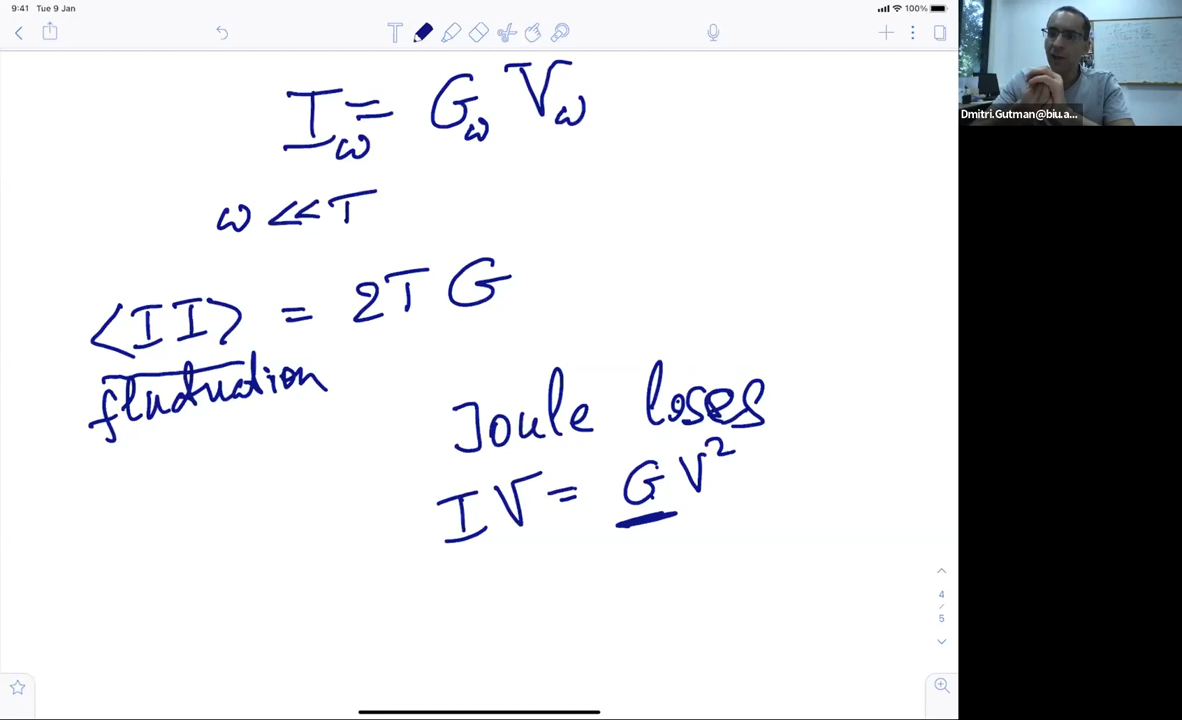 9:41 Tue 9 Jan
100%
I_ω = G_ω V_ω
ω << T
<II> = 2T G
fluctuation
Joule loses
IV = G V²
4
/
5
Dmitri.Gutman@biu.a...